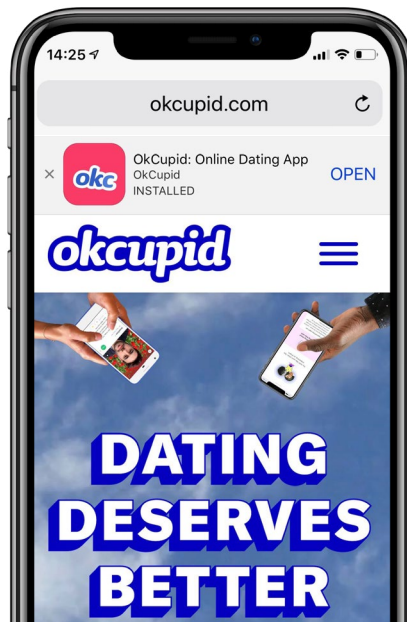 14:25
okcupid.com
OkCupid: Online Dating App
OkCupid
INSTALLED
OPEN
okc
okcupid
DATING
DESERVES
BETTER